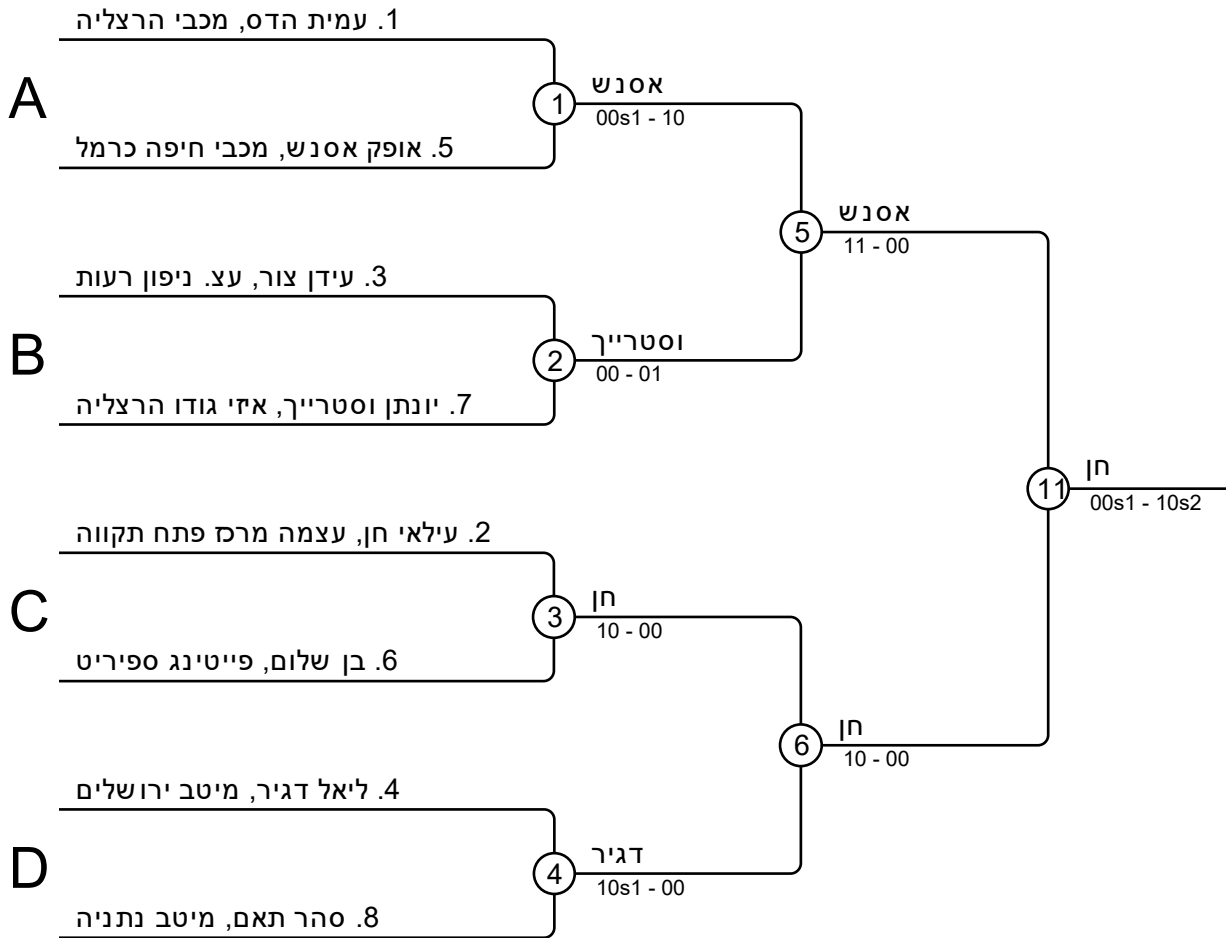 1. עמית הדס, מכבי הרצליה
A
1
אסנש
00s1 - 10
5. אופק אסנש, מכבי חיפה כרמל
5
אסנש
11 - 00
3. עידן צור, עצ. ניפון רעות
B
2
וסטרייך
00 - 01
7. יונתן וסטרייך, איזי גודו הרצליה
11
חן
00s1 - 10s2
2. עילאי חן, עצמה מרכז פתח תקווה
C
3
חן
10 - 00
6. בן שלום, פייטינג ספיריט
6
חן
10 - 00
4. ליאל דגיר, מיטב ירושלים
D
4
דגיר
10s1 - 00
8. סהר תאם, מיטב נתניה